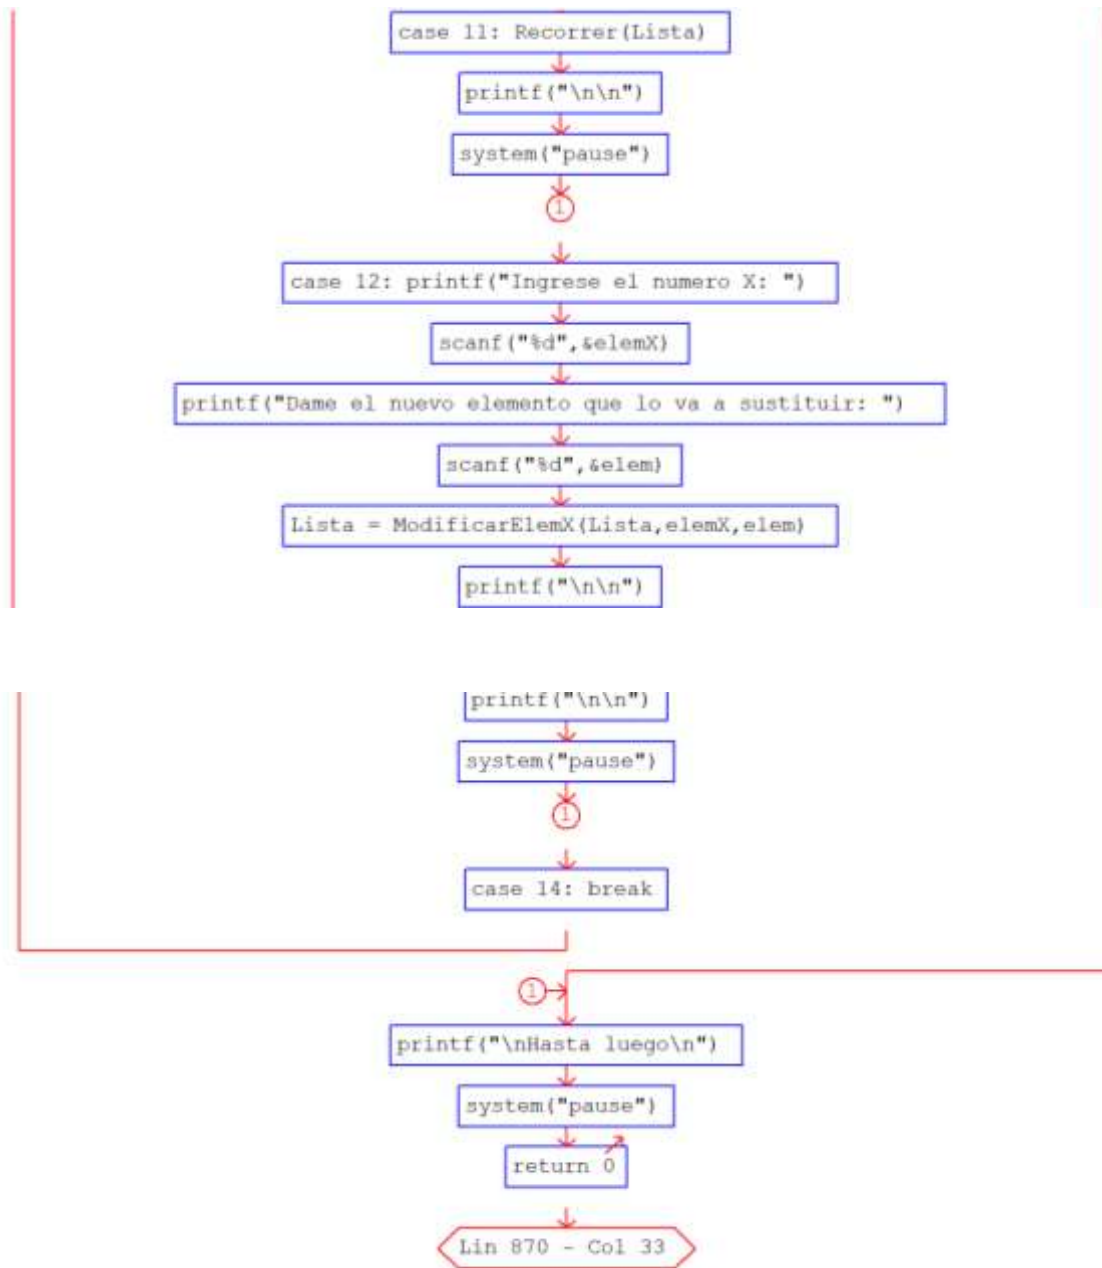 case 11: Recorrer(Lista)
printf("\n\n")
system("pause")
1
case 12: printf("Ingrese el numero X: ")
scanf("%d",&elemX)
printf("Dame el nuevo elemento que lo va a sustituir: ")
scanf("%d",&elem)
Lista = ModificarElemX(Lista,elemX,elem)
printf("\n\n")
printf("\n\n")
system("pause")
1
case 14: break
1
printf("\nHasta luego\n")
system("pause")
return 0
Lin 870 - Col 33